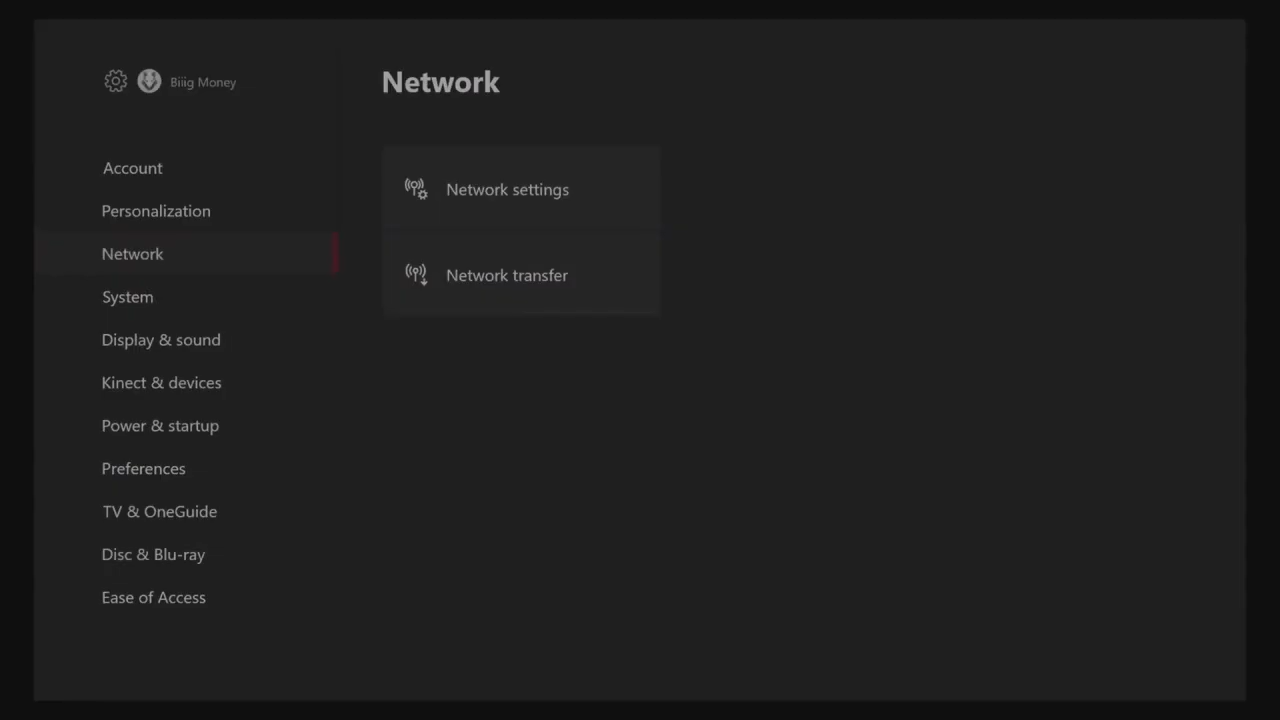 Biiig Money
Network
Account
Personalization
Network
System
Display & sound
Kinect & devices
Power & startup
Preferences
TV & OneGuide
Disc & Blu-ray
Ease of Access
Network settings
Network transfer